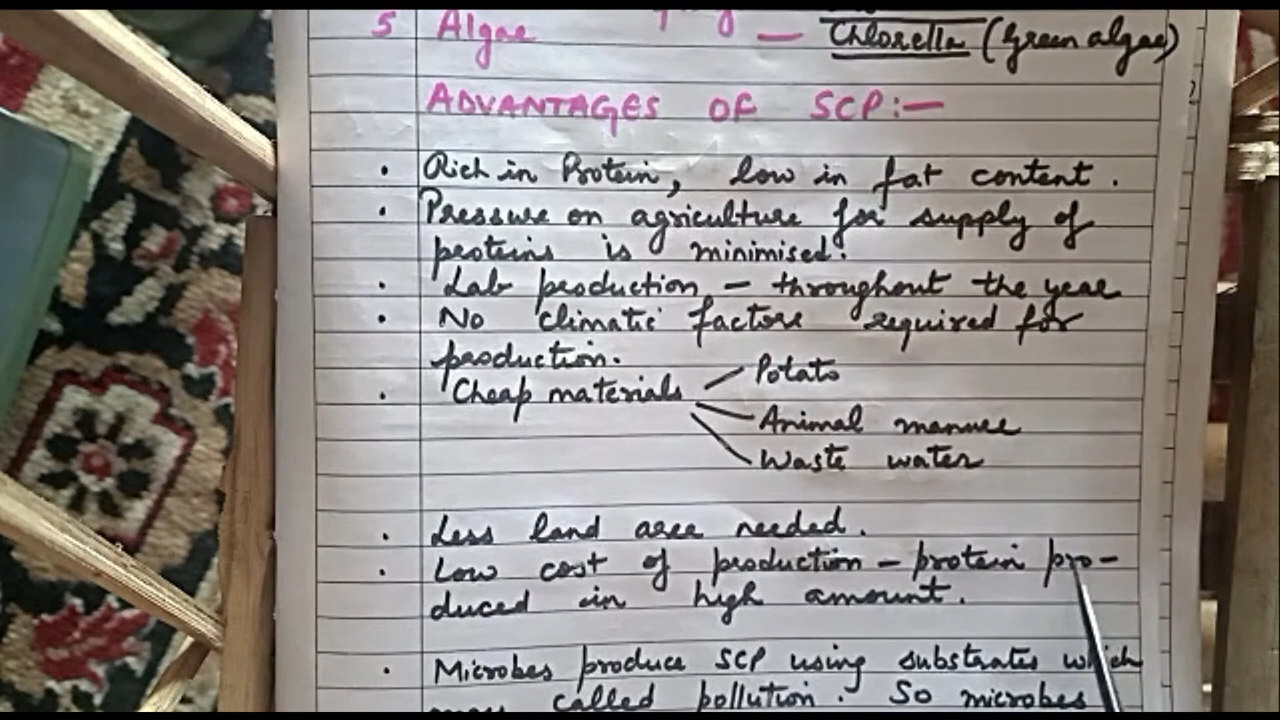 5 Algae — Chlorella (Green algae)
ADVANTAGES OF SCP:—
• Rich in Protein, low in fat content.
• Pressure on agriculture for supply of
proteins is minimised.
• Lab production – throughout the year
• No climatic factors required for
production.
• Cheap materials
Potato
Animal manure
Waste water
• Less land area needed.
• Low cost of production – protein pro-
duced in high amount.
• Microbes produce SCP using substrates which
called pollution. So microbes